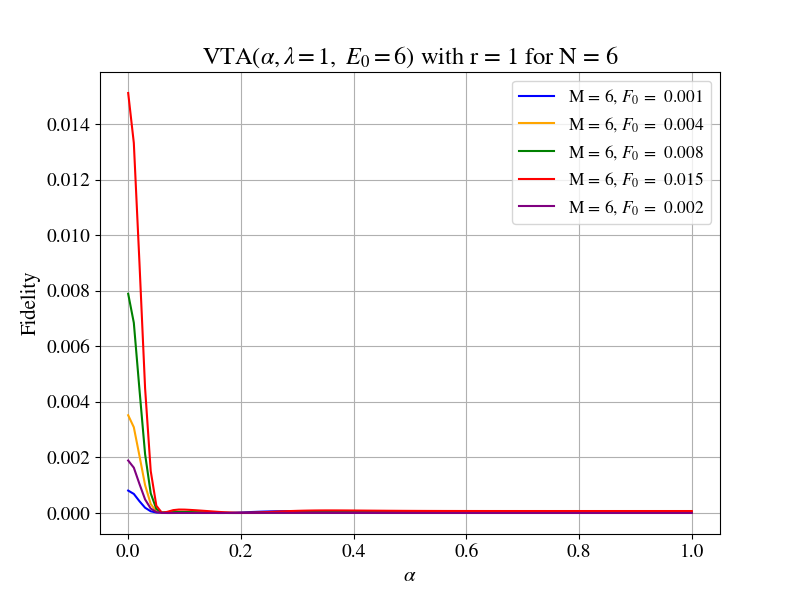 VTA(α, λ = 1, E₀ = 6) with r = 1 for N = 6
M = 6, F₀ = 0.001
M = 6, F₀ = 0.004
M = 6, F₀ = 0.008
M = 6, F₀ = 0.015
M = 6, F₀ = 0.002
Fidelity
0.014
0.012
0.010
0.008
0.006
0.004
0.002
0.000
0.0 0.2 0.4 0.6 0.8 1.0
α